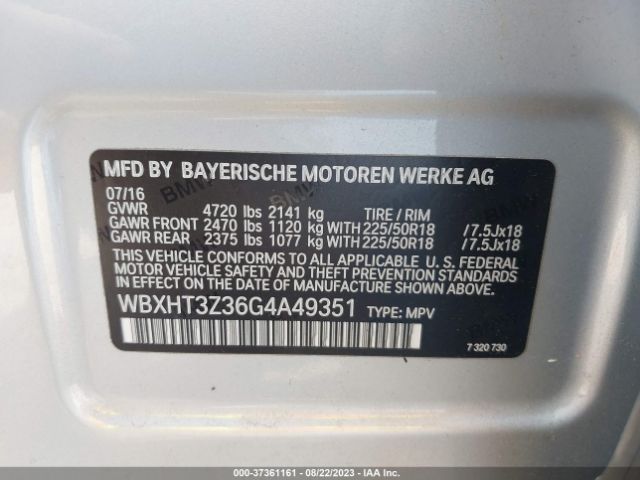 MFD BY BAYERISCHE MOTOREN WERKE AG
07/16
GVWR 4720 lbs 2141 kg TIRE / RIM
GAWR FRONT 2470 lbs 1120 kg WITH 225/50R18 /7.5Jx18
GAWR REAR 2375 lbs 1077 kg WITH 225/50R18 /7.5Jx18
THIS VEHICLE CONFORMS TO ALL APPLICABLE U. S. FEDERAL
MOTOR VEHICLE SAFETY, BUMPER, AND THEFT PREVENTION STANDARDS
IN EFFECT ON THE DATE OF MANUFACTURE SHOWN ABOVE.
WBXHT3Z36G4A49351 TYPE: MPV
7 320 730
000-37361161 - 08/22/2023 - IAA Inc.